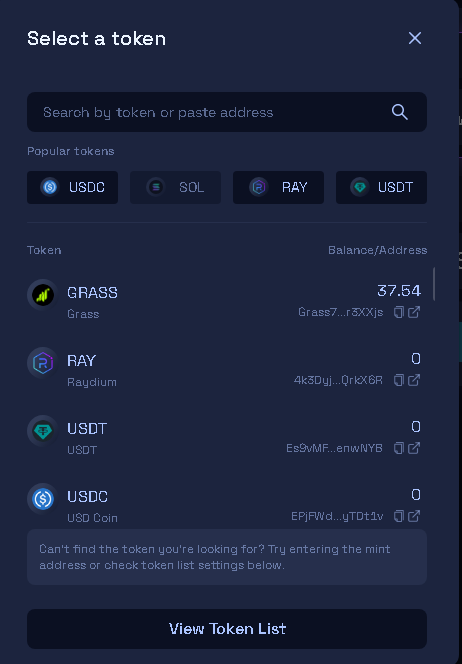 Select a token
Search by token or paste address
Popular tokens
USDC SOL RAY USDT
Token Balance/Address
GRASS 37.54
Grass Grass7...r3XXjs
RAY 0
Raydium 4k3Dyj...QrkX6R
USDT 0
USDT Es9vMF...enwNYB
USDC 0
USD Coin EPjFWd...yTDt1v
Can't find the token you're looking for? Try entering the mint
address or check token list settings below.
View Token List